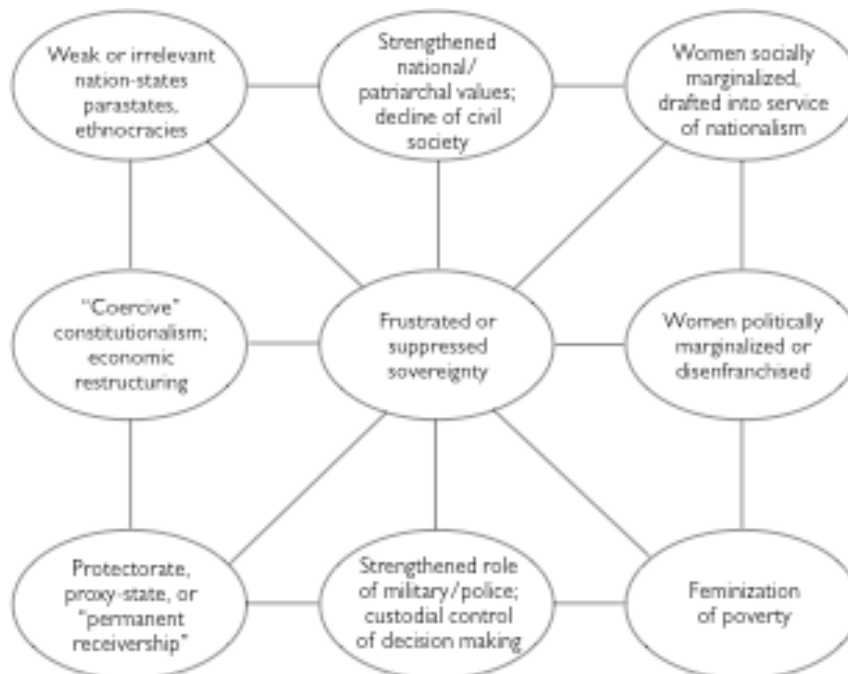 Weak or irrelevant
nation-states
parastates,
ethnocracies
Strengthened
national/
patriarchal values;
decline of civil
society
Women socially
marginalized,
drafted into service
of nationalism
"Coercive"
constitutionalism;
economic
restructuring
Frustrated or
suppressed
sovereignty
Women politically
marginalized or
disenfranchised
Protectorate,
proxy-state, or
"permanent
receivership"
Strengthened role
of military/police;
custodial control
of decision making
Feminization
of poverty